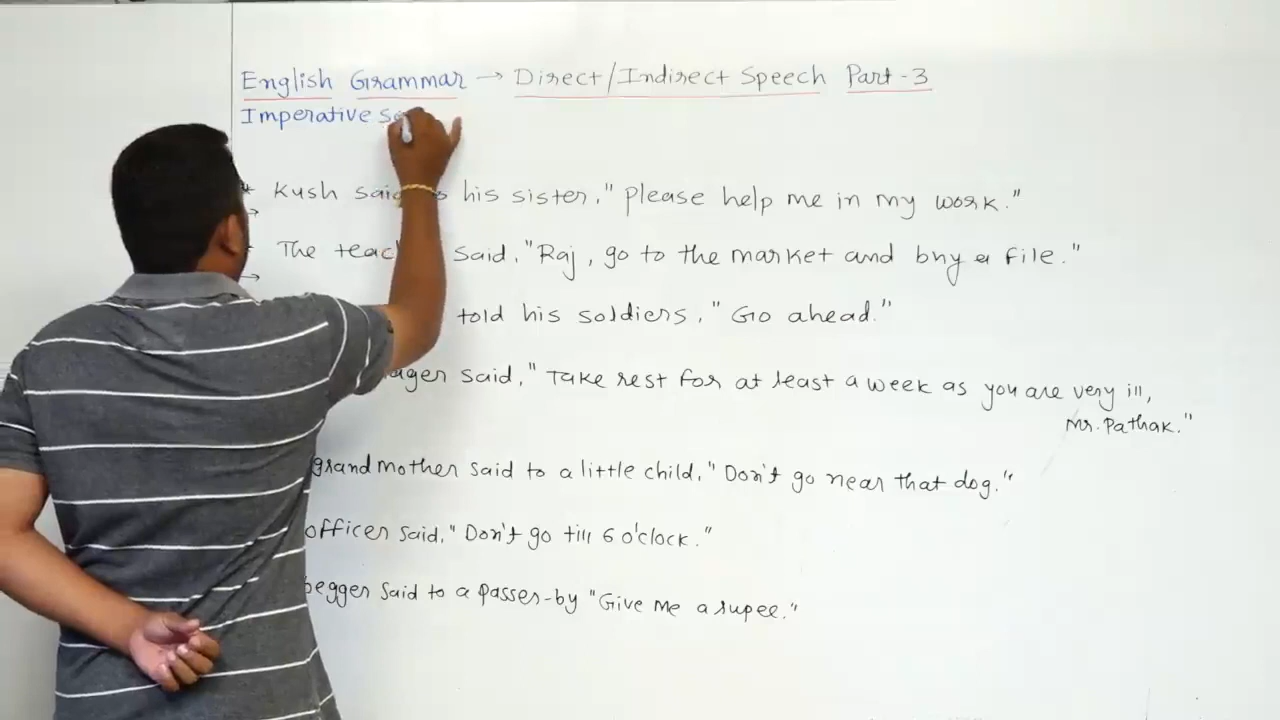 English Grammar → Direct/Indirect Speech Part-3
Imperative
Kush said his sister, "Please help me in my work."
The said, "Raj, go to the market and buy a file."
told his soldiers, "Go ahead."
said, "Take rest for at least a week as you are very ill,
Mr. Pathak."
grandmother said to a little child, "Don't go near that dog."
officer said, "Don't go till 6 o'clock."
begger said to a passer-by "Give me a rupee."